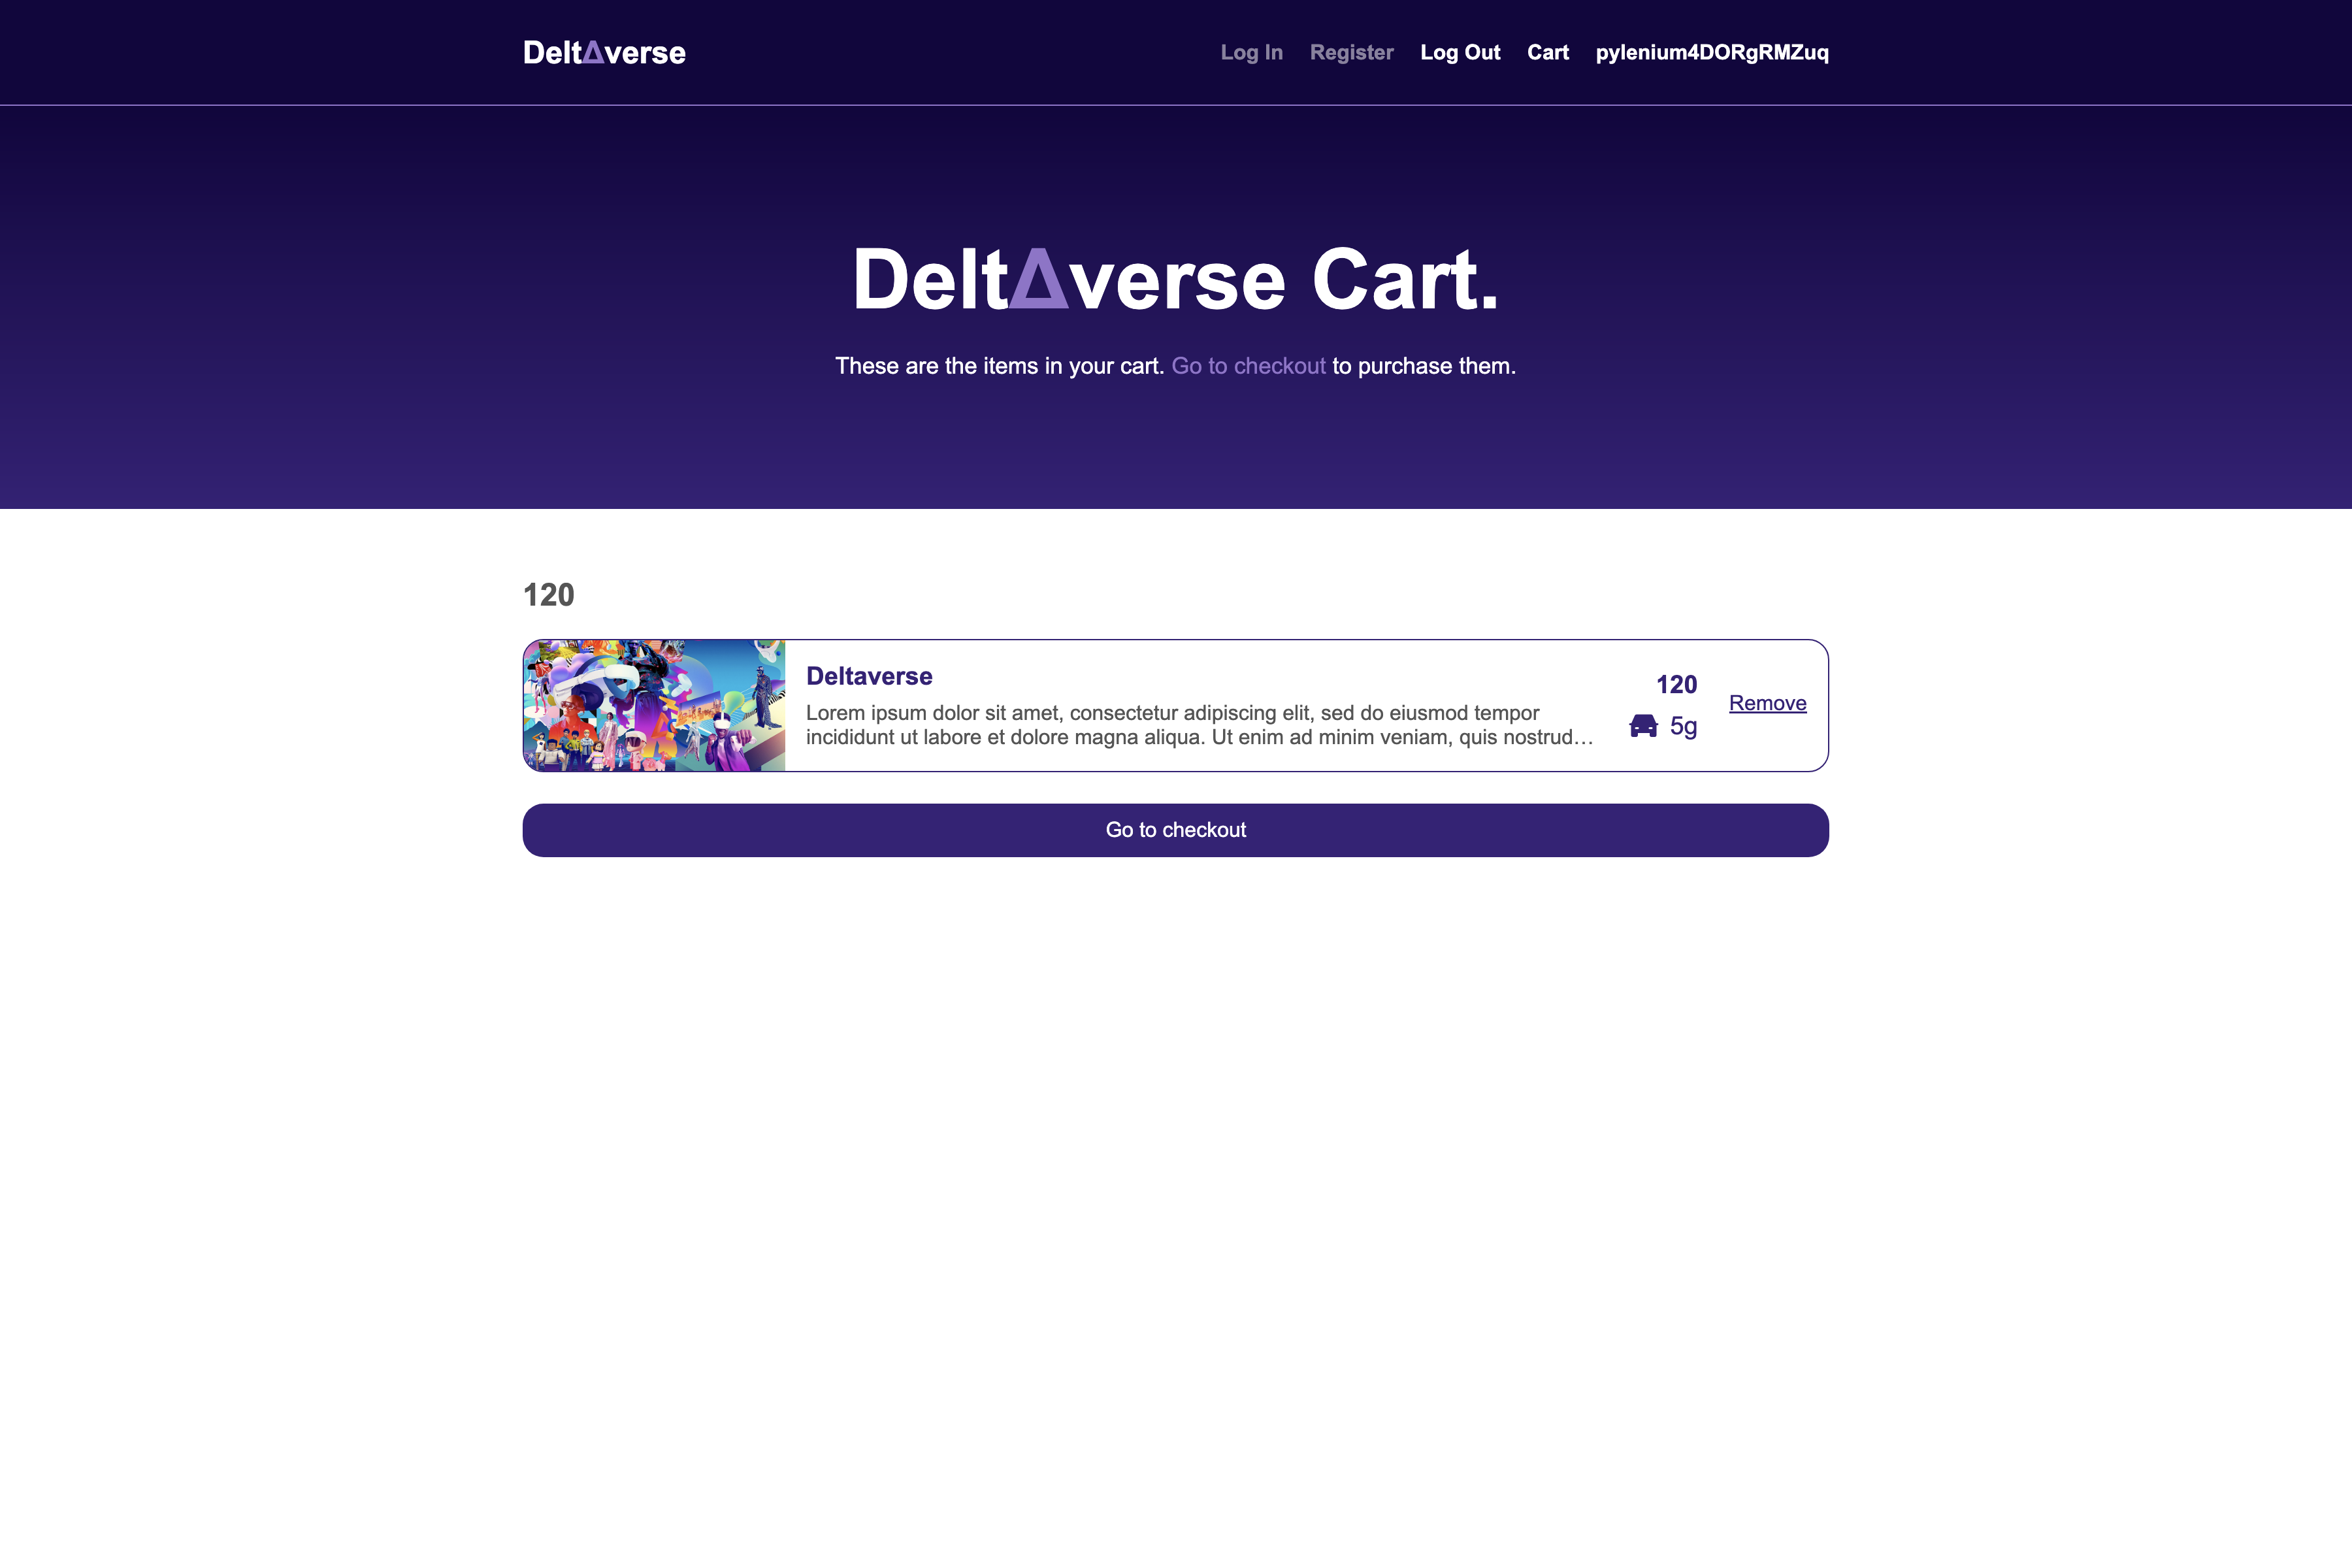 DeltΔverse
Log In Register Log Out Cart pylenium4DORgRMZuq
DeltΔverse Cart.
These are the items in your cart. Go to checkout to purchase them.
120
Deltaverse
Lorem ipsum dolor sit amet, consectetur adipiscing elit, sed do eiusmod tempor
incididunt ut labore et dolore magna aliqua. Ut enim ad minim veniam, quis nostrud…
120
5g
Remove
Go to checkout